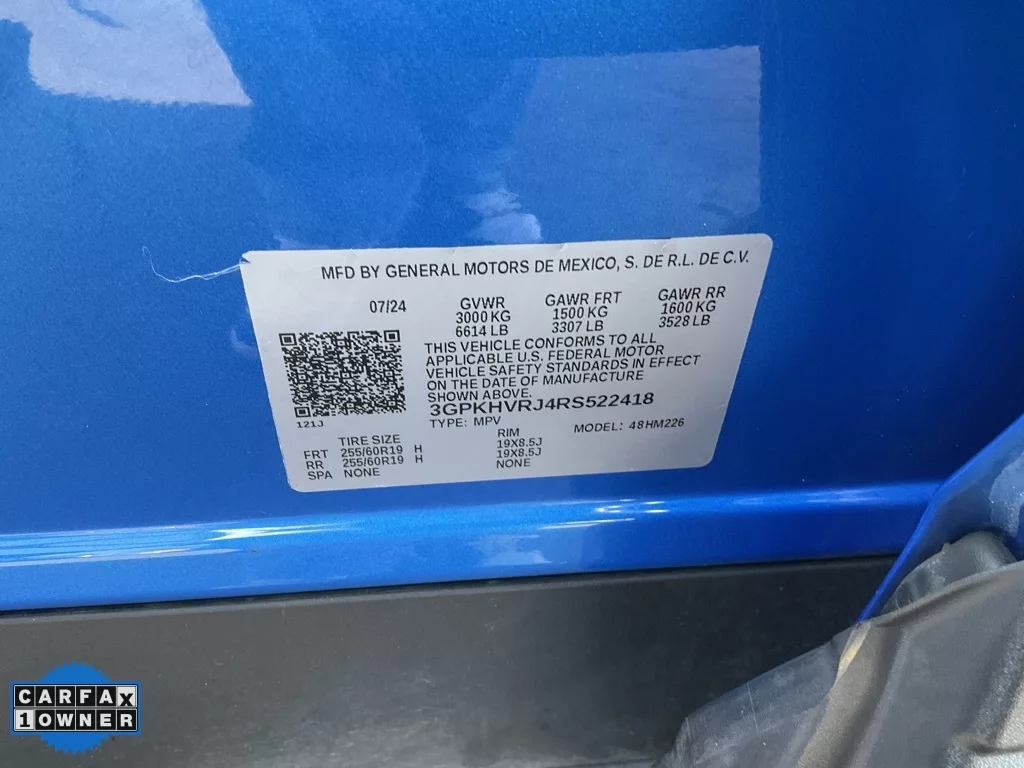 MFD BY GENERAL MOTORS DE MEXICO, S. DE R.L. DE C.V.
07/24 GVWR GAWR FRT GAWR RR
3000 KG 1500 KG 1600 KG
6614 LB 3307 LB 3528 LB
THIS VEHICLE CONFORMS TO ALL
APPLICABLE U.S. FEDERAL MOTOR
VEHICLE SAFETY STANDARDS IN EFFECT
ON THE DATE OF MANUFACTURE
SHOWN ABOVE.
3GPKHVRJ4RS522418
121J
TYPE: MPV MODEL: 48HM226
TIRE SIZE RIM
FRT 255/60R19 H 19X8.5J
RR 255/60R19 H 19X8.5J
SPA NONE NONE
CARFAX
1 OWNER